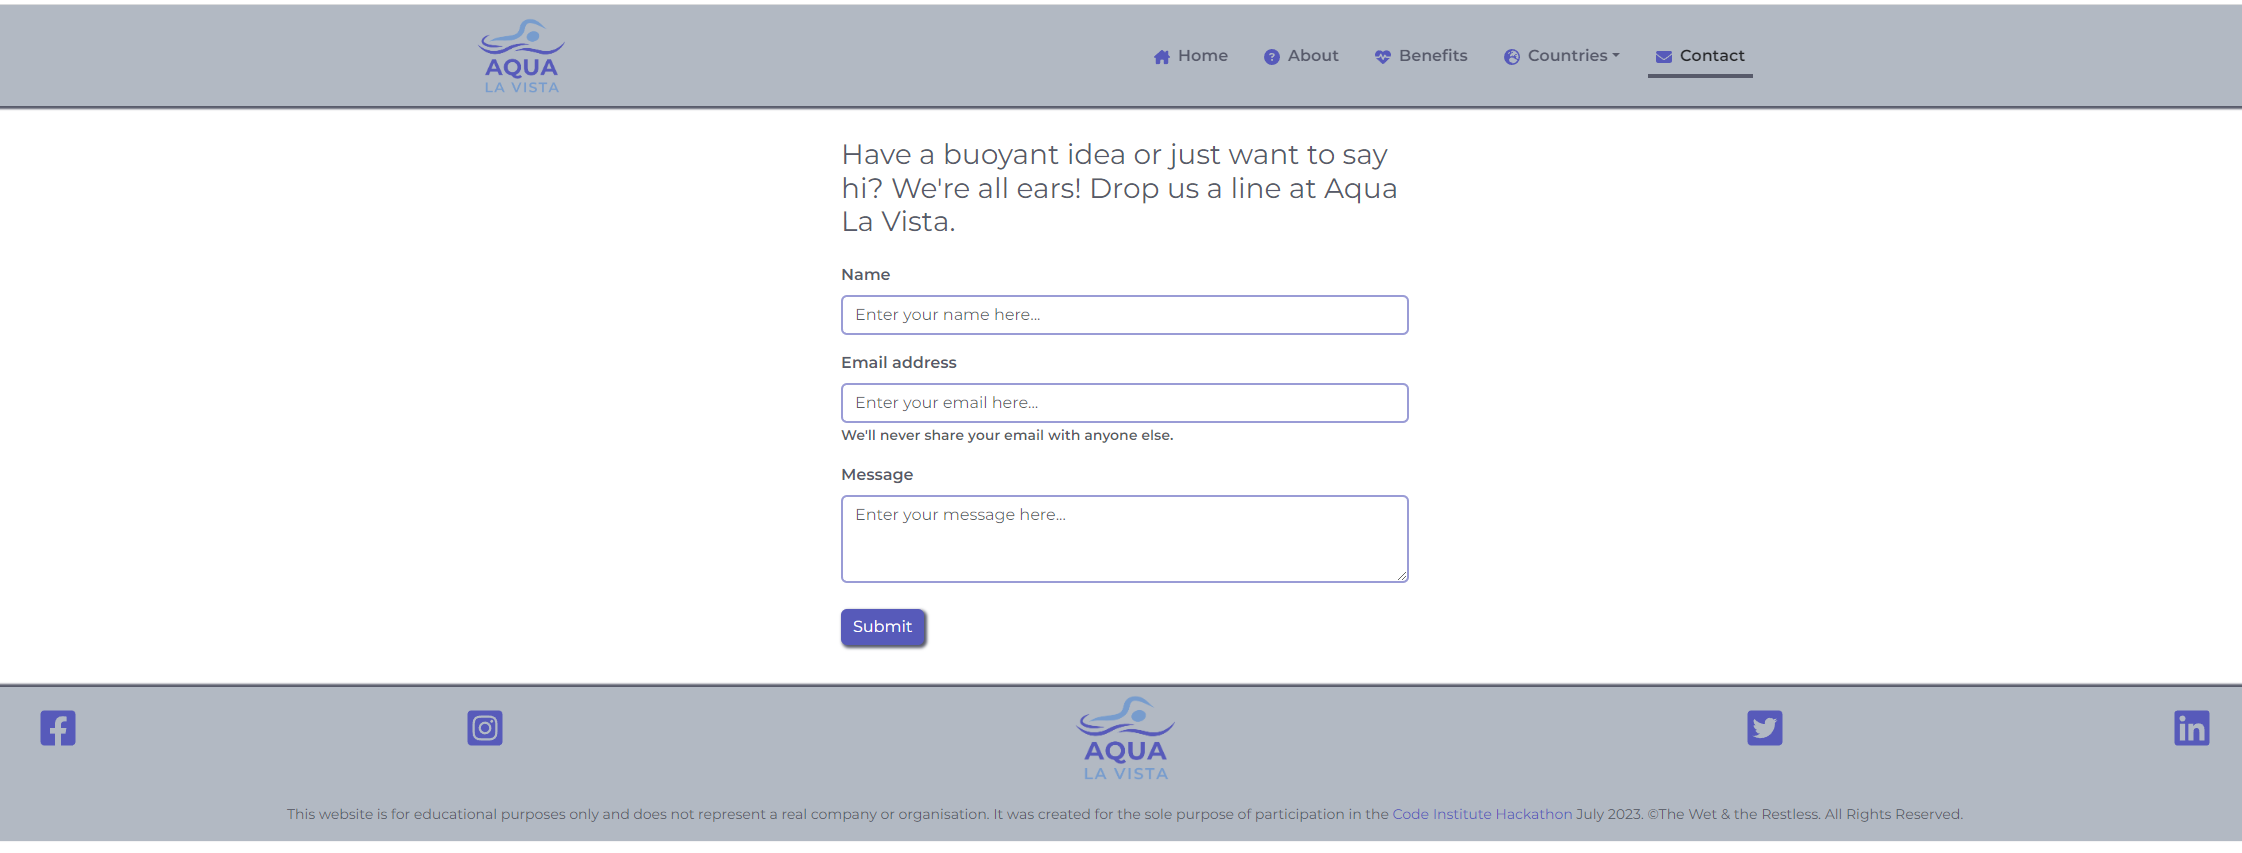 AQUA
LA VISTA
Home About Benefits Countries Contact
Have a buoyant idea or just want to say
hi? We're all ears! Drop us a line at Aqua
La Vista.
Name
Enter your name here...
Email address
Enter your email here...
We'll never share your email with anyone else.
Message
Enter your message here...
Submit
AQUA
LA VISTA
This website is for educational purposes only and does not represent a real company or organisation. It was created for the sole purpose of participation in the Code Institute Hackathon July 2023. ©The Wet & the Restless. All Rights Reserved.